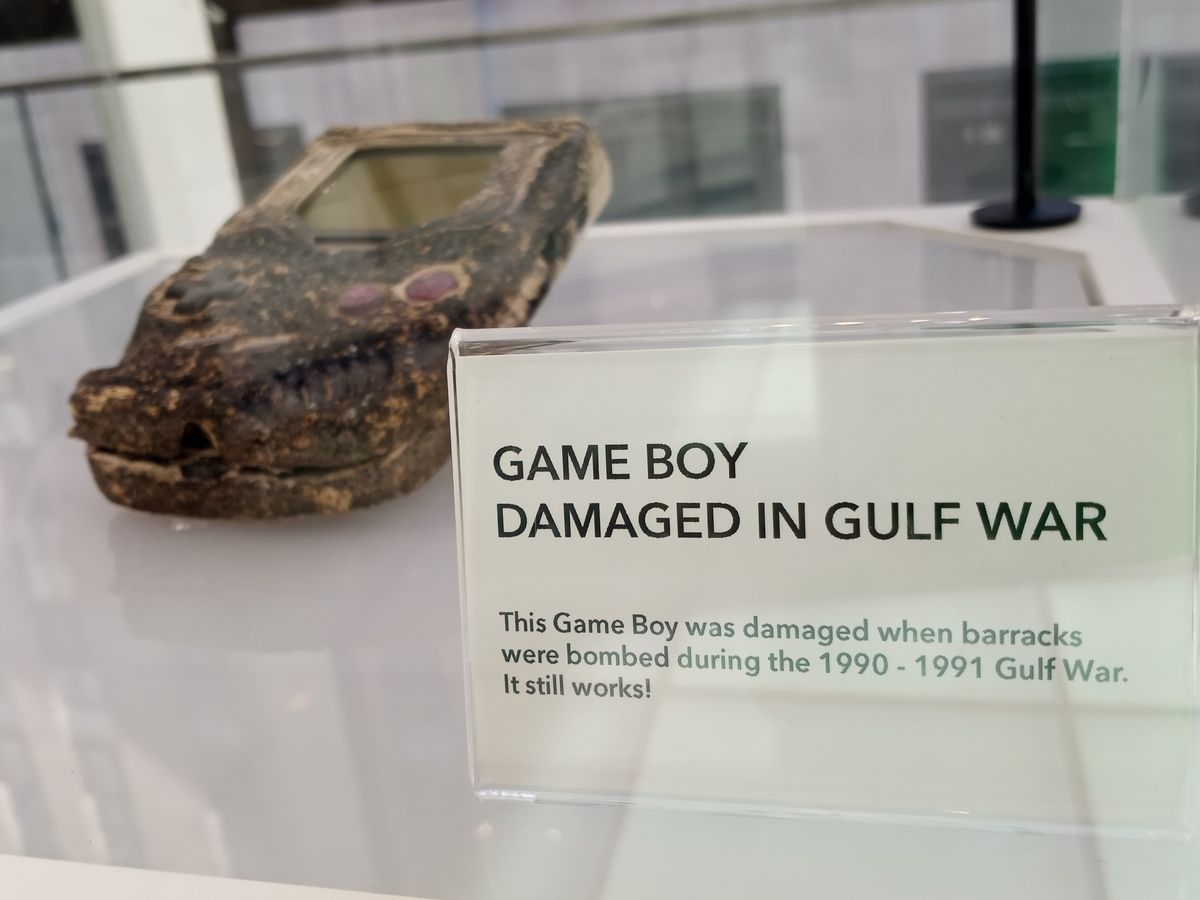 GAME BOY
DAMAGED IN GULF WAR
This Game Boy was damaged when barracks
were bombed during the 1990 - 1991 Gulf War.
It still works!